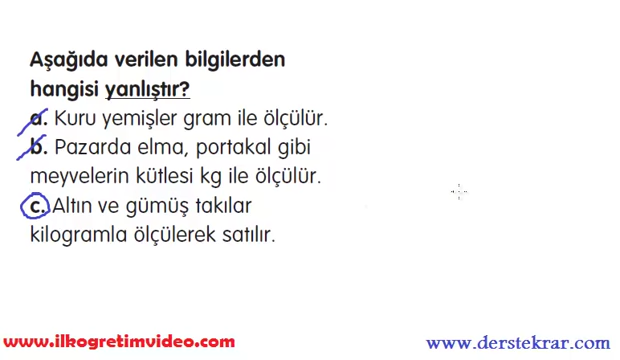 Aşağıda verilen bilgilerden
hangisi yanlıştır?
a. Kuru yemişler gram ile ölçülür.
b. Pazarda elma, portakal gibi
meyvelerin kütlesi kg ile ölçülür.
c. Altın ve gümüş takılar
kilogramla ölçülerek satılır.
www.ilkogretimvideo.com
www.derstekrar.com